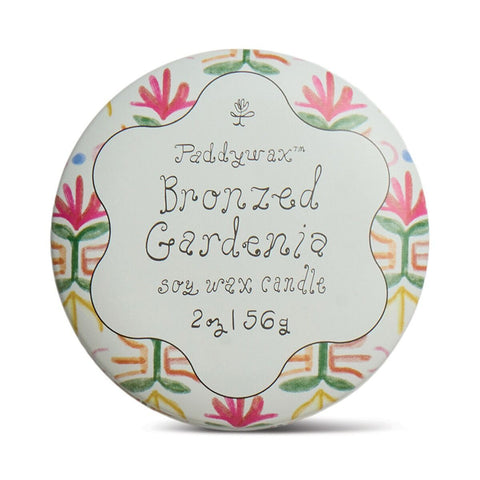 Paddywax™
Bronzed
Gardenia
soy wax candle
2oz | 56g